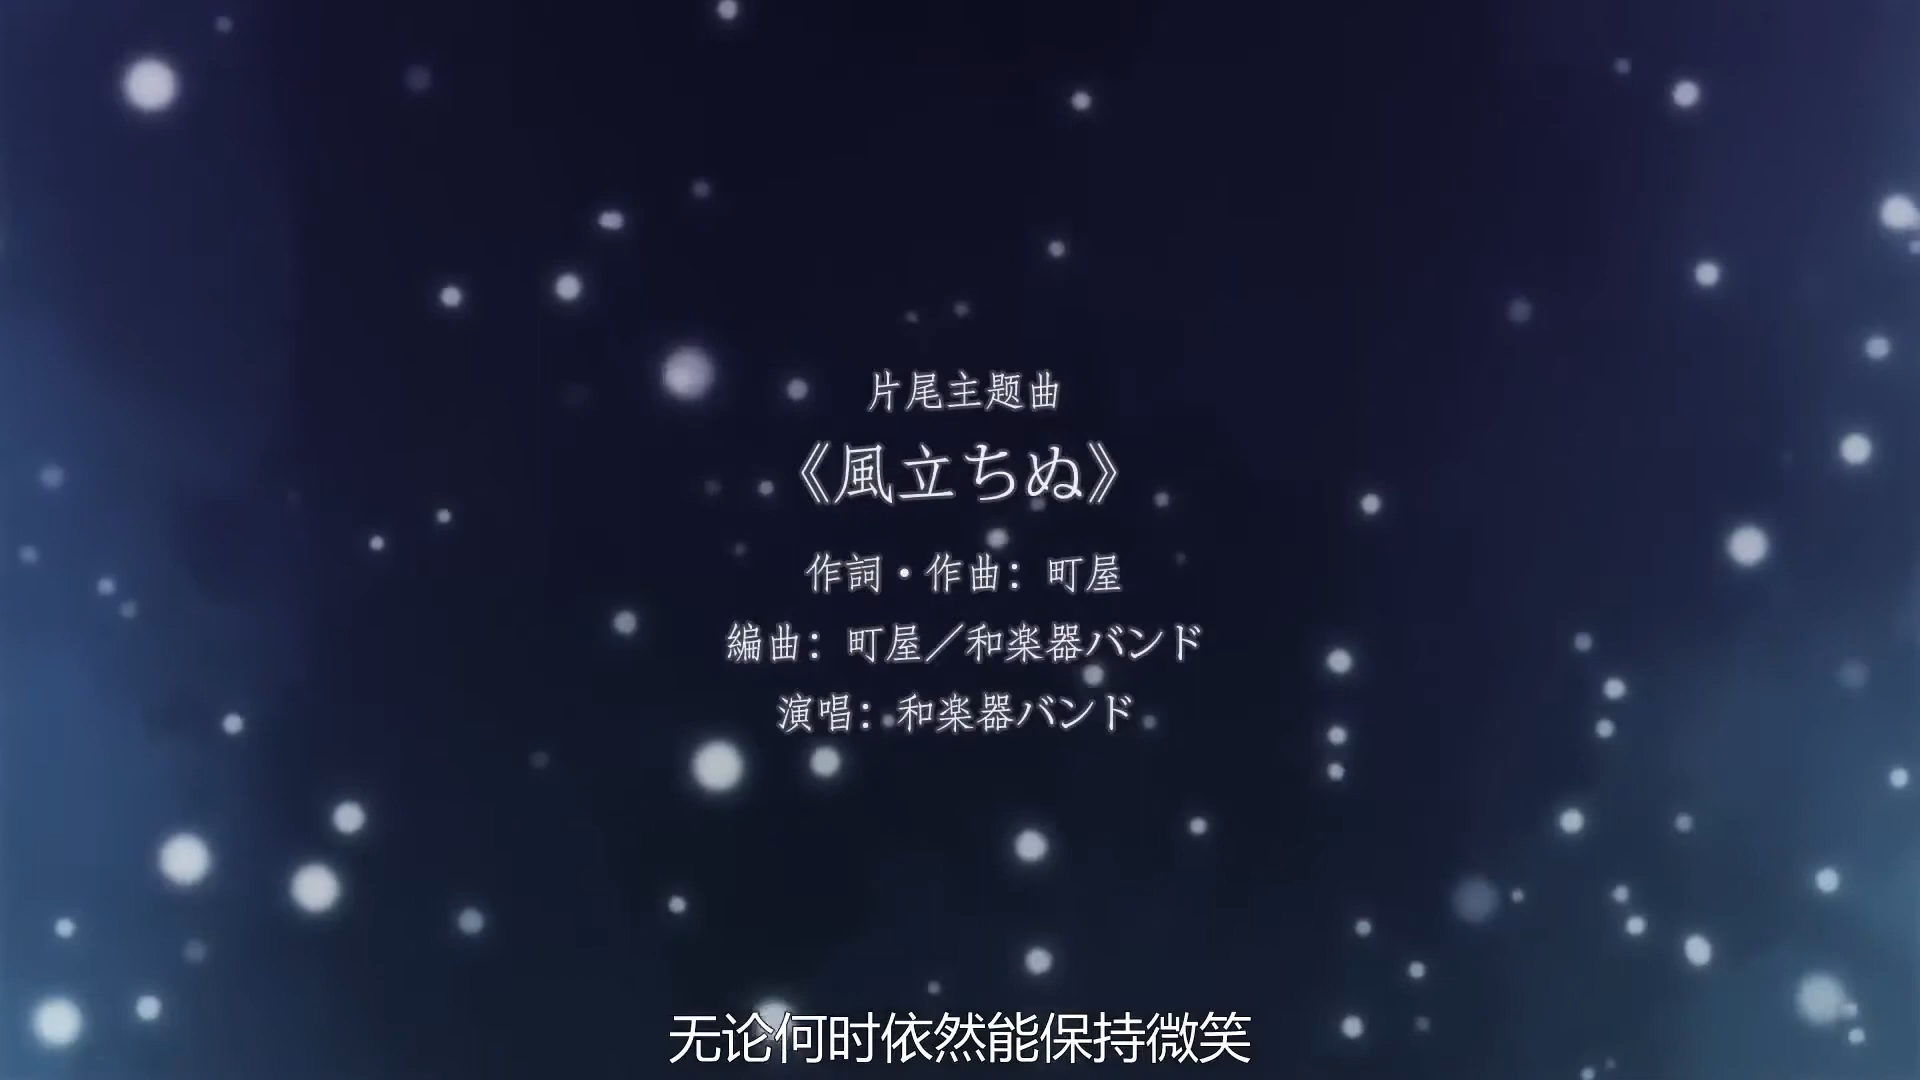 片尾主题曲
《風立ちぬ》
作詞・作曲：町屋
編曲：町屋／和楽器バンド
演唱：和楽器バンド
无论何时依然能保持微笑